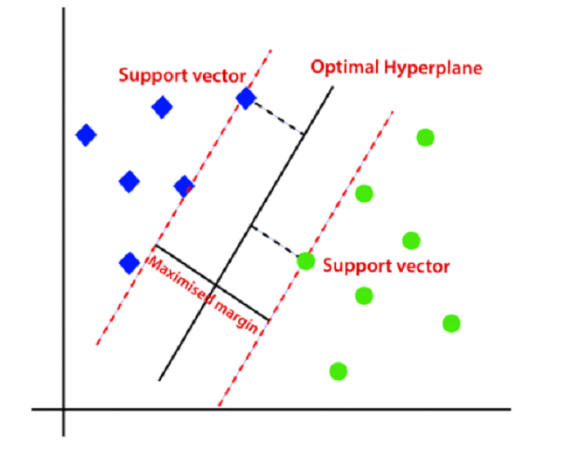 Optimal Hyperplane
Support vector
Support vector
Maximised margin